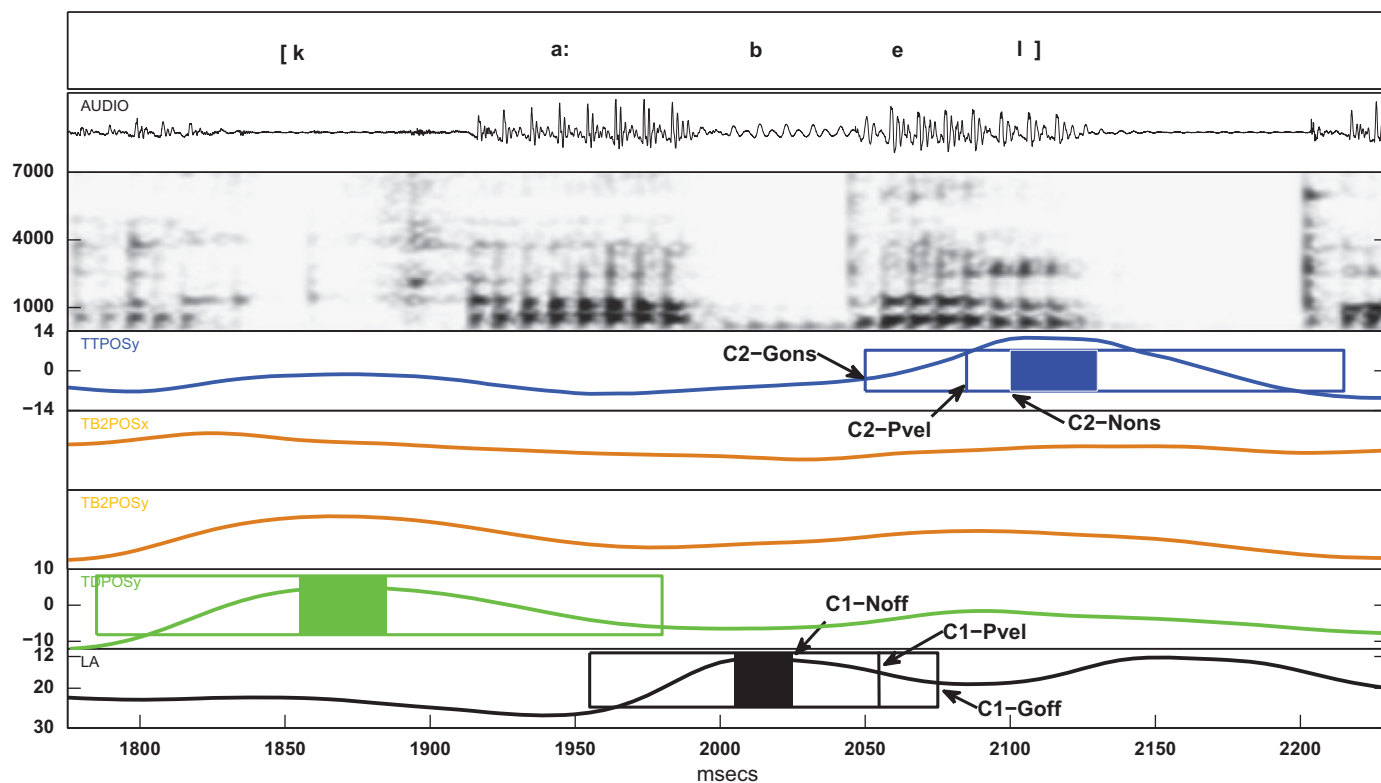 [ k a: b e l ]
AUDIO
7000
4000
1000
14
TTPOSy
0
−14
C2−Gons
C2−Pvel
C2−Nons
TB2POSx
TB2POSy
10
TDPOSy
0
−10
C1−Noff
C1−Pvel
12
LA
20
C1−Goff
30
1800 1850 1900 1950 2000 2050 2100 2150 2200
msecs